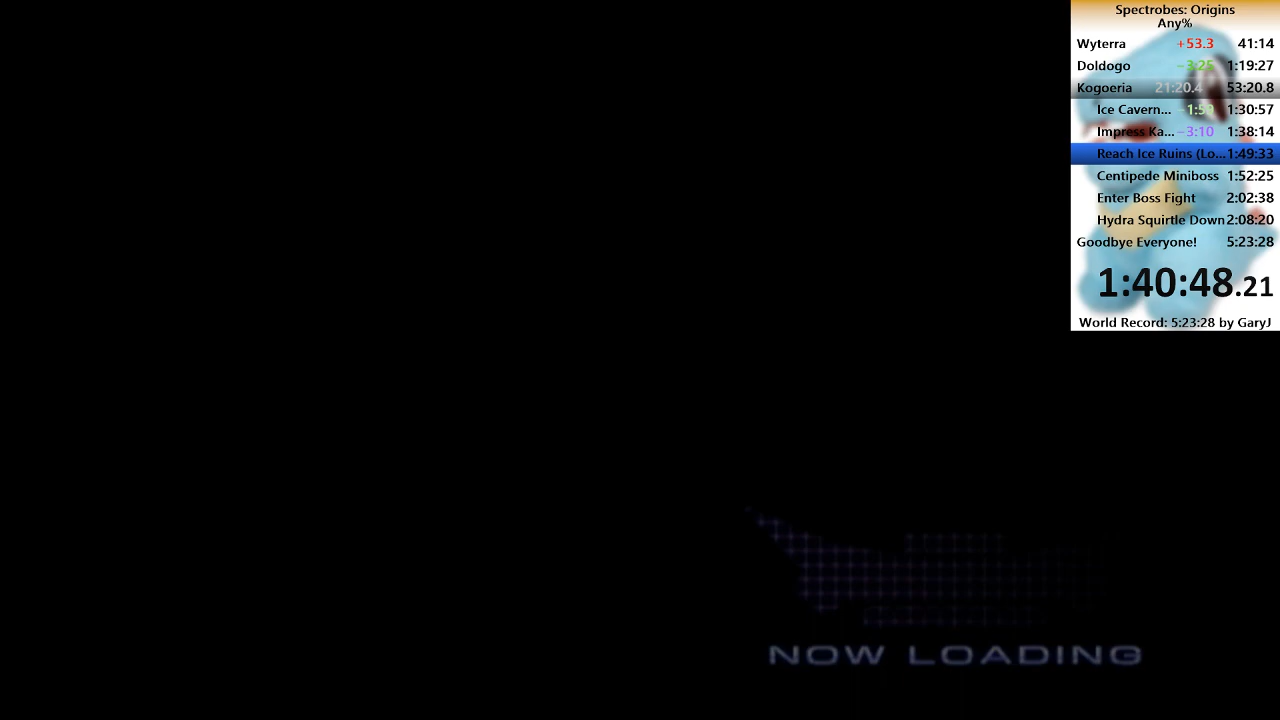 Spectrobes: Origins
Any%
Wyterra +53.3 41:14
Doldogo −3:25 1:19:27
Kogoeria 21:20.4 53:20.8
Ice Cavern... 1:30:57
Impress Ka... −3:10 1:38:14
Reach Ice Ruins (Lo... 1:49:33
Centipede Miniboss 1:52:25
Enter Boss Fight 2:02:38
Hydra Squirtle Down 2:08:20
Goodbye Everyone! 5:23:28
1:40:48.21
World Record: 5:23:28 by GaryJ
NOW LOADING